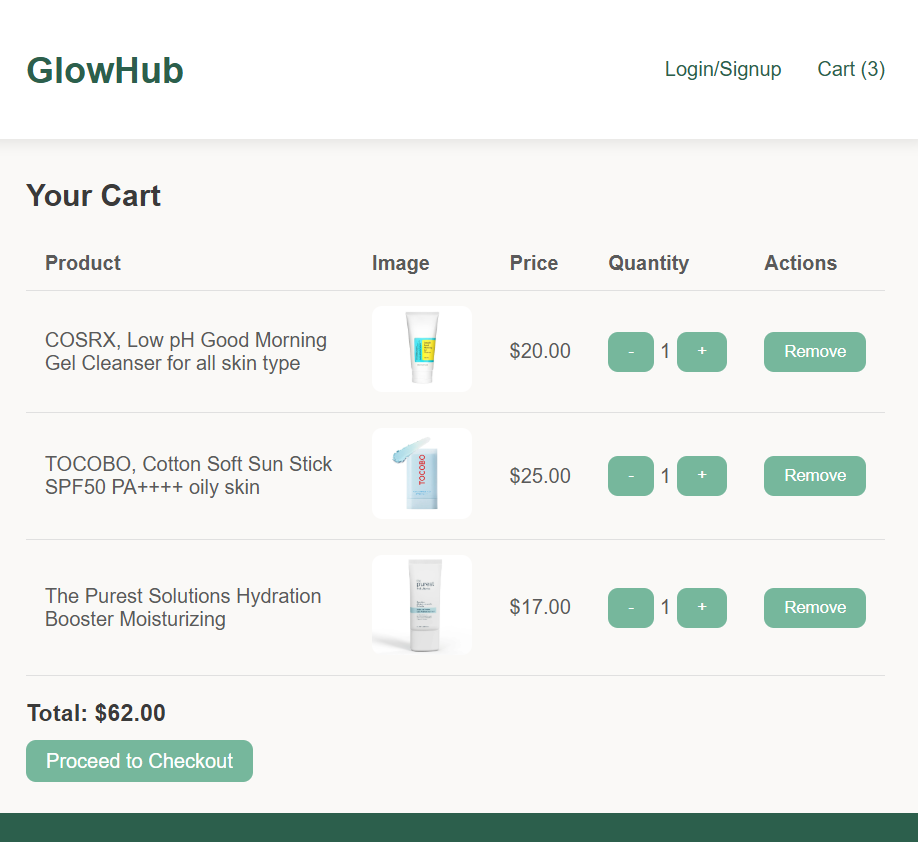 GlowHub
Login/Signup Cart (3)
Your Cart
Product Image Price Quantity Actions
COSRX, Low pH Good Morning
Gel Cleanser for all skin type
$20.00 - 1 + Remove
TOCOBO, Cotton Soft Sun Stick
SPF50 PA++++ oily skin
TOCOBO
$25.00 - 1 + Remove
The Purest Solutions Hydration
Booster Moisturizing
purest
$17.00 - 1 + Remove
Total: $62.00
Proceed to Checkout